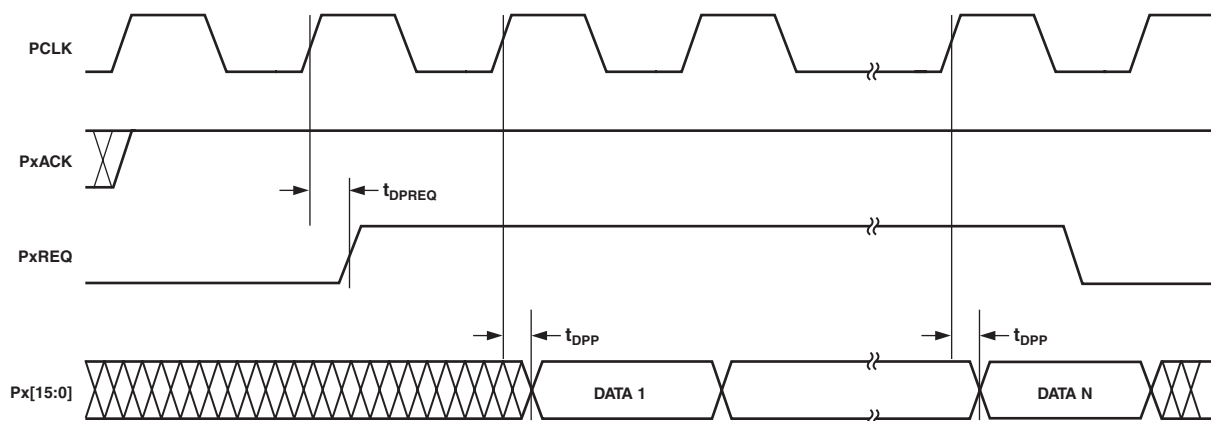 PCLK
PxACK
tDPREQ
PxREQ
tDPP
tDPP
Px[15:0]
DATA 1
DATA N